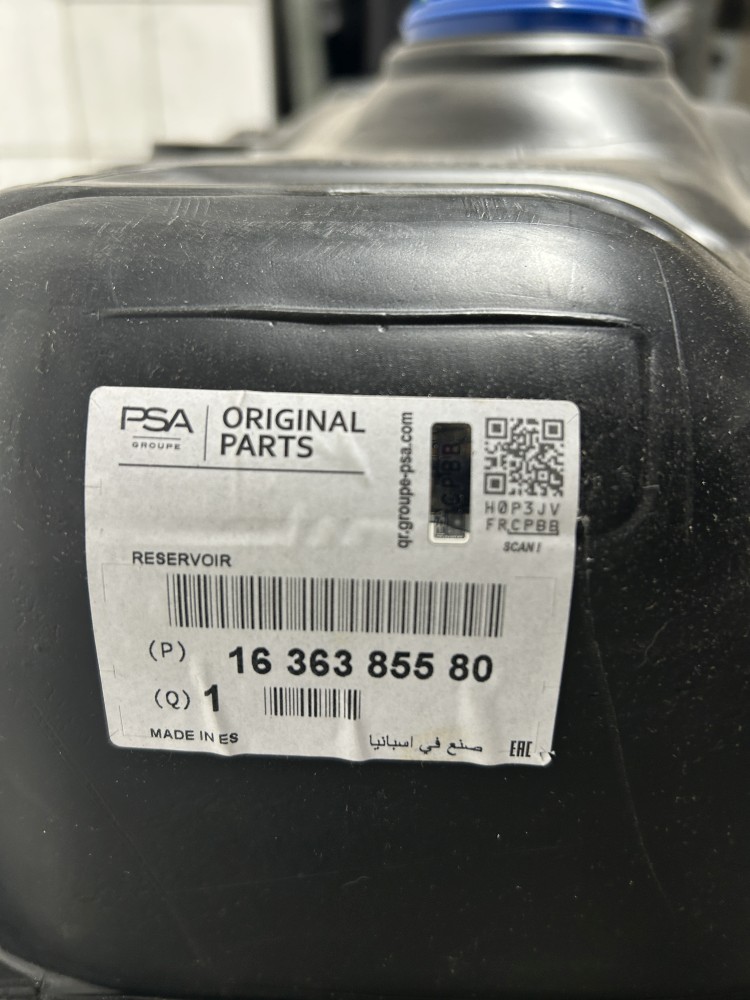 PSA
GROUPE
ORIGINAL
PARTS
qr.groupe-psa.com
FRCPBB
H0P3JV
FRCPBB
SCAN!
RESERVOIR
(P) 16 363 855 80
(Q) 1
MADE IN ES
صنع في اسبانيا
EAC